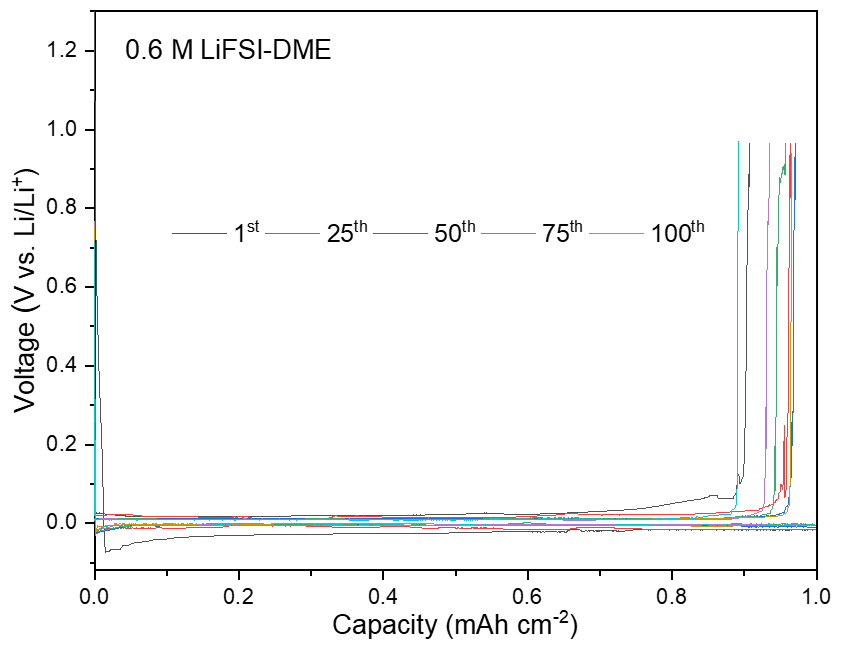 0.6 M LiFSI-DME
1.2
1.0
0.8
0.6
0.4
0.2
0.0
Voltage (V vs. Li/Li⁺)
1ˢᵗ 25ᵗʰ 50ᵗʰ 75ᵗʰ 100ᵗʰ
0.0 0.2 0.4 0.6 0.8 1.0
Capacity (mAh cm⁻²)